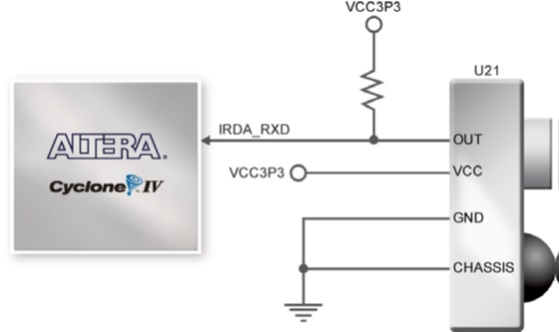 VCC3P3
U21
IRDA_RXD
OUT
ALTERA.
VCC3P3
VCC
Cyclone IV
GND
CHASSIS